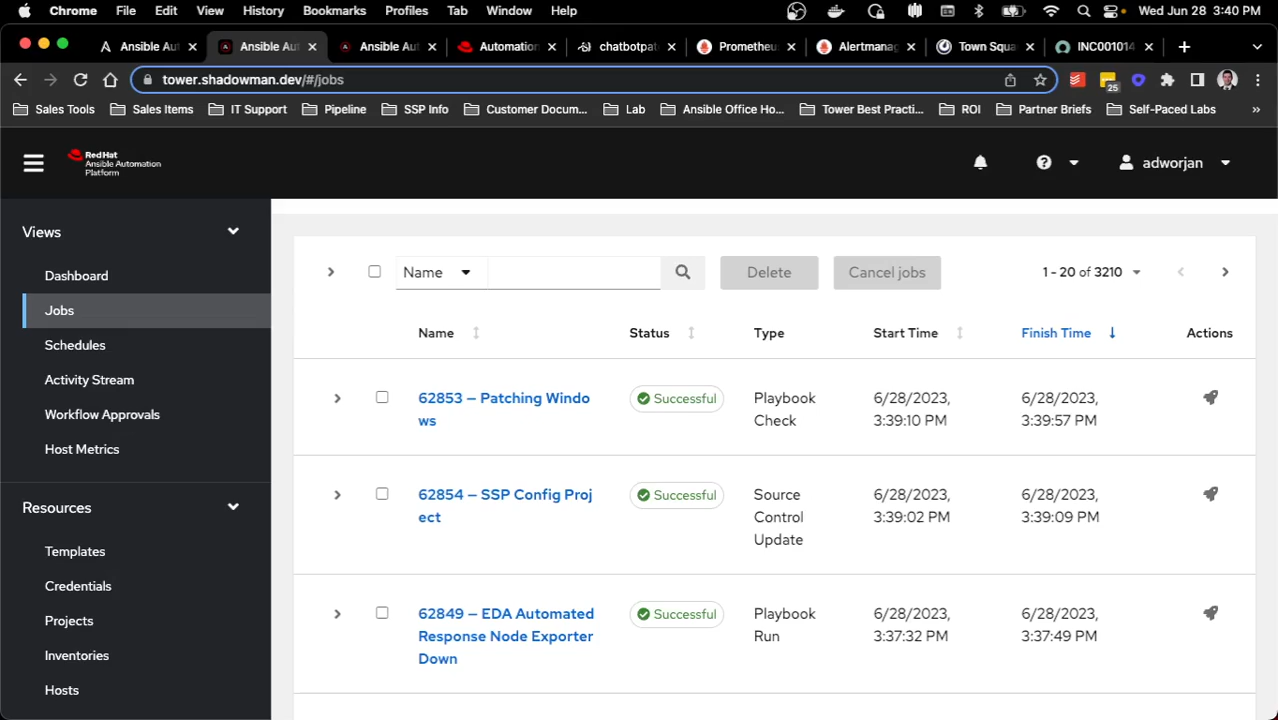 Chrome File Edit View History Bookmarks Profiles Tab Window Help Wed Jun 28 3:40 PM
Ansible Au Ansible Au Ansible Au Automation chatbotpat Prometheus Alertmanag Town Squa INC001014
tower.shadowman.dev/#/jobs 25
Sales Tools Sales Items IT Support Pipeline SSP Info Customer Docum... Lab Ansible Office Ho... Tower Best Practi... ROI Partner Briefs Self-Paced Labs »
Red Hat
Ansible Automation
Platform
adworjan
Views
Dashboard
Jobs
Schedules
Activity Stream
Workflow Approvals
Host Metrics
Resources
Templates
Credentials
Projects
Inventories
Hosts
Name Delete Cancel jobs 1 - 20 of 3210
Name Status Type Start Time Finish Time Actions
62853 — Patching Windo Successful Playbook 6/28/2023, 6/28/2023,
ws Check 3:39:10 PM 3:39:57 PM
62854 — SSP Config Proj Successful Source 6/28/2023, 6/28/2023,
ect Control 3:39:02 PM 3:39:09 PM
Update
62849 — EDA Automated Successful Playbook 6/28/2023, 6/28/2023,
Response Node Exporter Run 3:37:32 PM 3:37:49 PM
Down